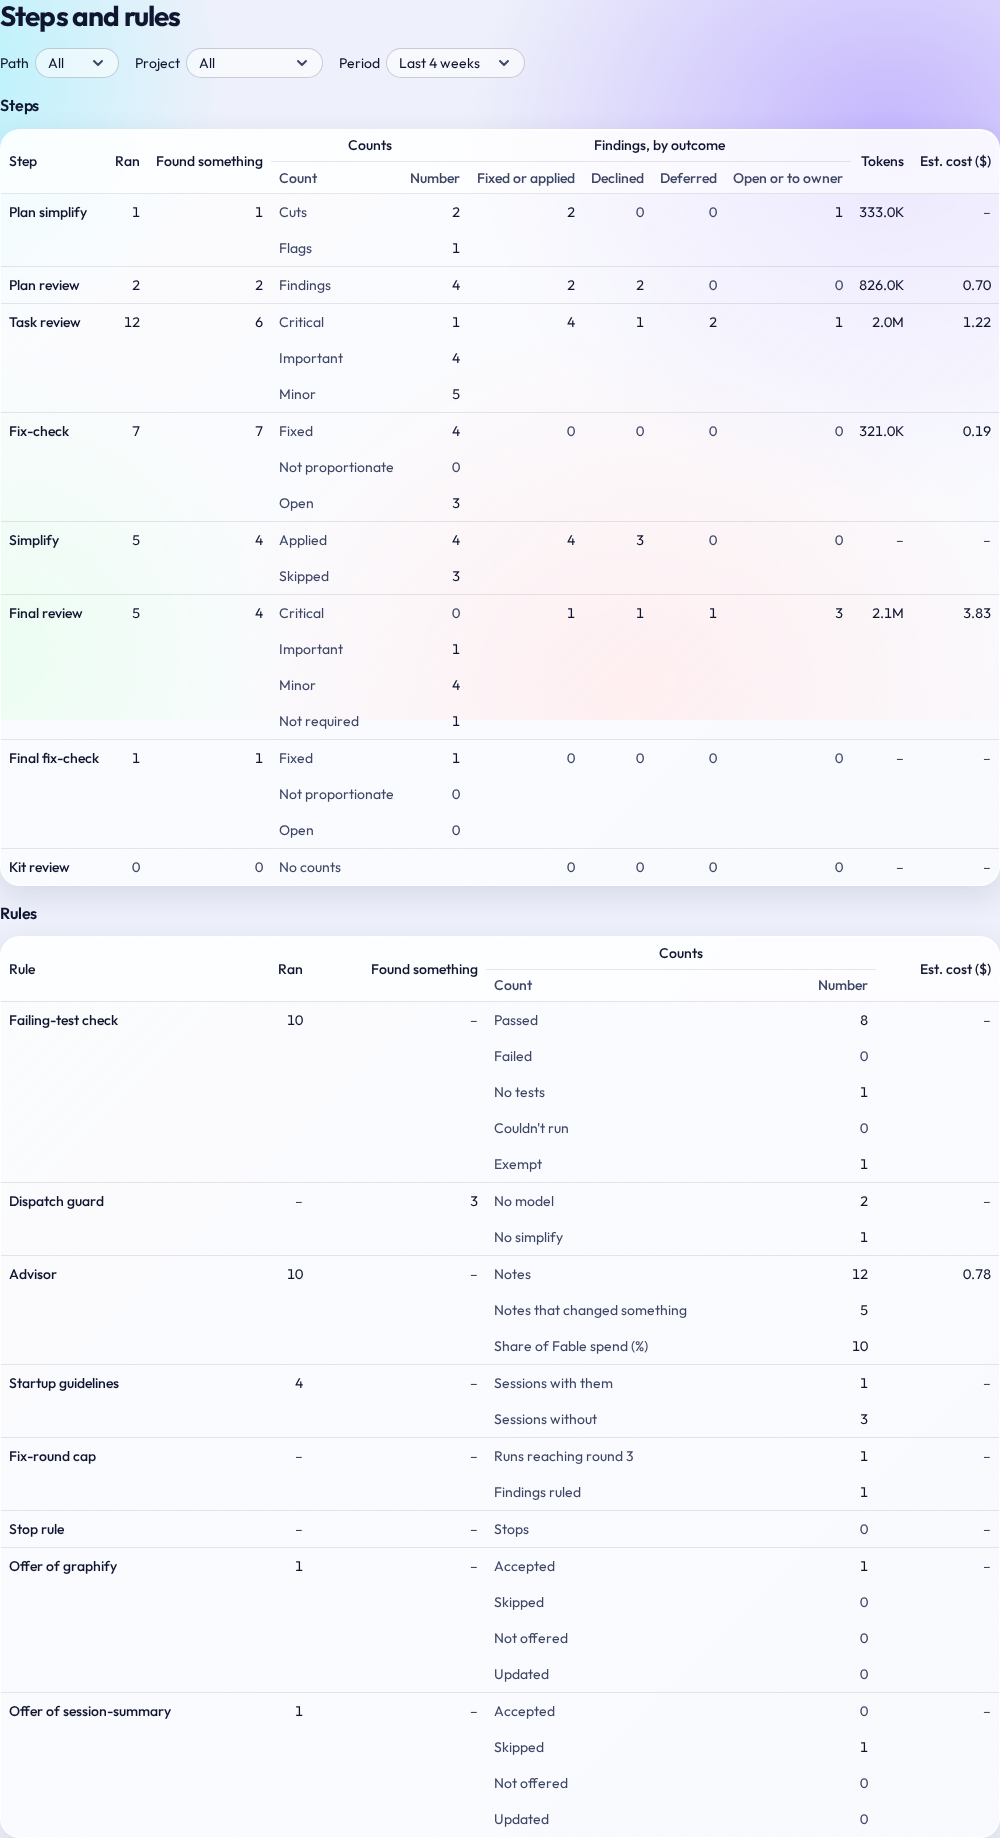 Steps and rules
Path All Project All Period Last 4 weeks
Steps
Step Ran Found something Counts Findings, by outcome Tokens Est. cost ($)
Count Number Fixed or applied Declined Deferred Open or to owner
Plan simplify 1 1 Cuts 2 2 0 0 1 333.0K –
Flags 1
Plan review 2 2 Findings 4 2 2 0 0 826.0K 0.70
Task review 12 6 Critical 1 4 1 2 1 2.0M 1.22
Important 4
Minor 5
Fix-check 7 7 Fixed 4 0 0 0 0 321.0K 0.19
Not proportionate 0
Open 3
Simplify 5 4 Applied 4 4 3 0 0 – –
Skipped 3
Final review 5 4 Critical 0 1 1 1 3 2.1M 3.83
Important 1
Minor 4
Not required 1
Final fix-check 1 1 Fixed 1 0 0 0 0 – –
Not proportionate 0
Open 0
Kit review 0 0 No counts 0 0 0 0 – –
Rules
Rule Ran Found something Counts Est. cost ($)
Count Number
Failing-test check 10 – Passed 8 –
Failed 0
No tests 1
Couldn't run 0
Exempt 1
Dispatch guard – 3 No model 2 –
No simplify 1
Advisor 10 – Notes 12 0.78
Notes that changed something 5
Share of Fable spend (%) 10
Startup guidelines 4 – Sessions with them 1 –
Sessions without 3
Fix-round cap – – Runs reaching round 3 1 –
Findings ruled 1
Stop rule – – Stops 0 –
Offer of graphify 1 – Accepted 1 –
Skipped 0
Not offered 0
Updated 0
Offer of session-summary 1 – Accepted 0 –
Skipped 1
Not offered 0
Updated 0